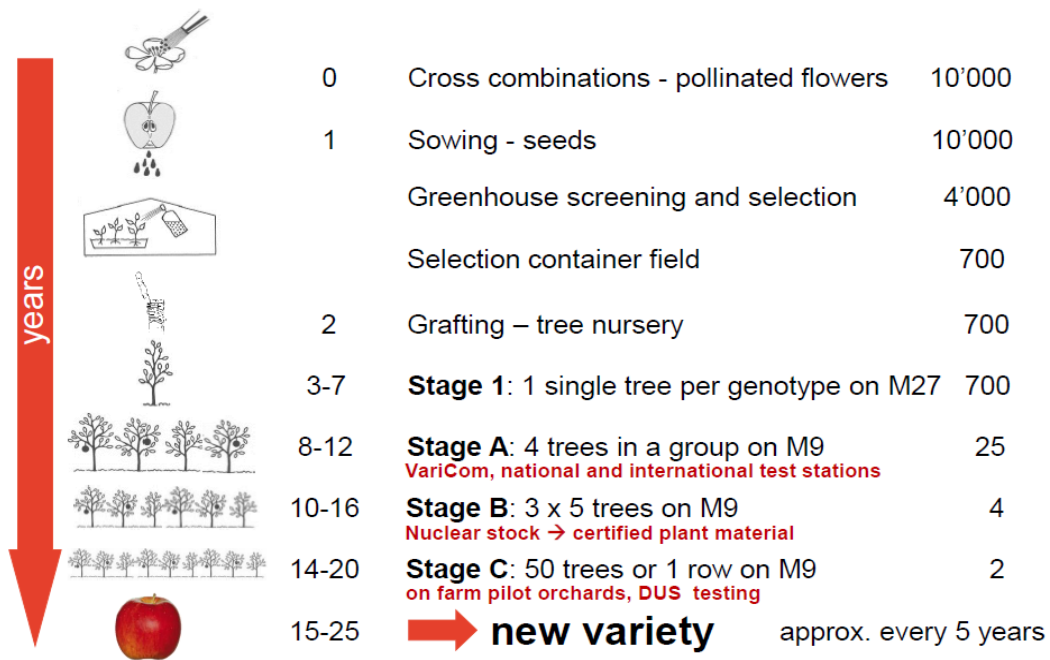 years
0 Cross combinations - pollinated flowers 10’000
1 Sowing - seeds 10’000
Greenhouse screening and selection 4’000
Selection container field 700
2 Grafting – tree nursery 700
3-7 Stage 1: 1 single tree per genotype on M27 700
8-12 Stage A: 4 trees in a group on M9 25
VariCom, national and international test stations
10-16 Stage B: 3 x 5 trees on M9 4
Nuclear stock → certified plant material
14-20 Stage C: 50 trees or 1 row on M9 2
on farm pilot orchards, DUS testing
15-25 new variety approx. every 5 years